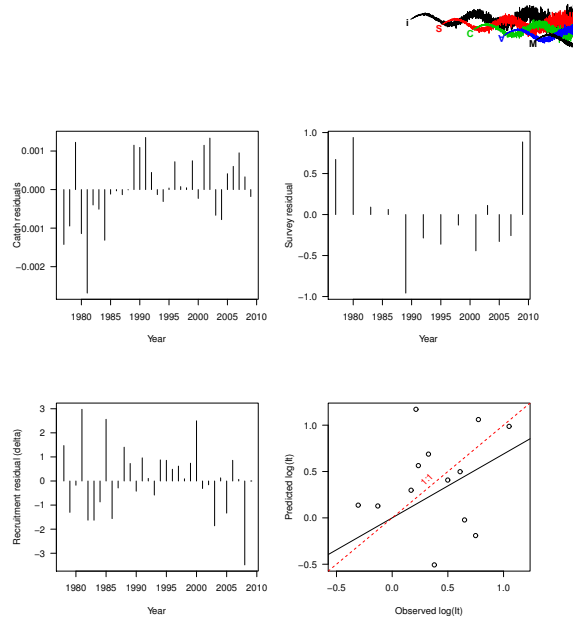 i S C A M
0.001
0.000
−0.001
−0.002
Catch residuals
1980 1985 1990 1995 2000 2005 2010
Year
1.0
0.5
0.0
−0.5
−1.0
Survey residual
1980 1985 1990 1995 2000 2005 2010
Year
3
2
1
0
−1
−2
−3
Recruitment residual (delta)
1980 1985 1990 1995 2000 2005 2010
Year
1.0
0.5
0.0
−0.5
Predicted log(It)
1:1
−0.5 0.0 0.5 1.0
Observed log(It)